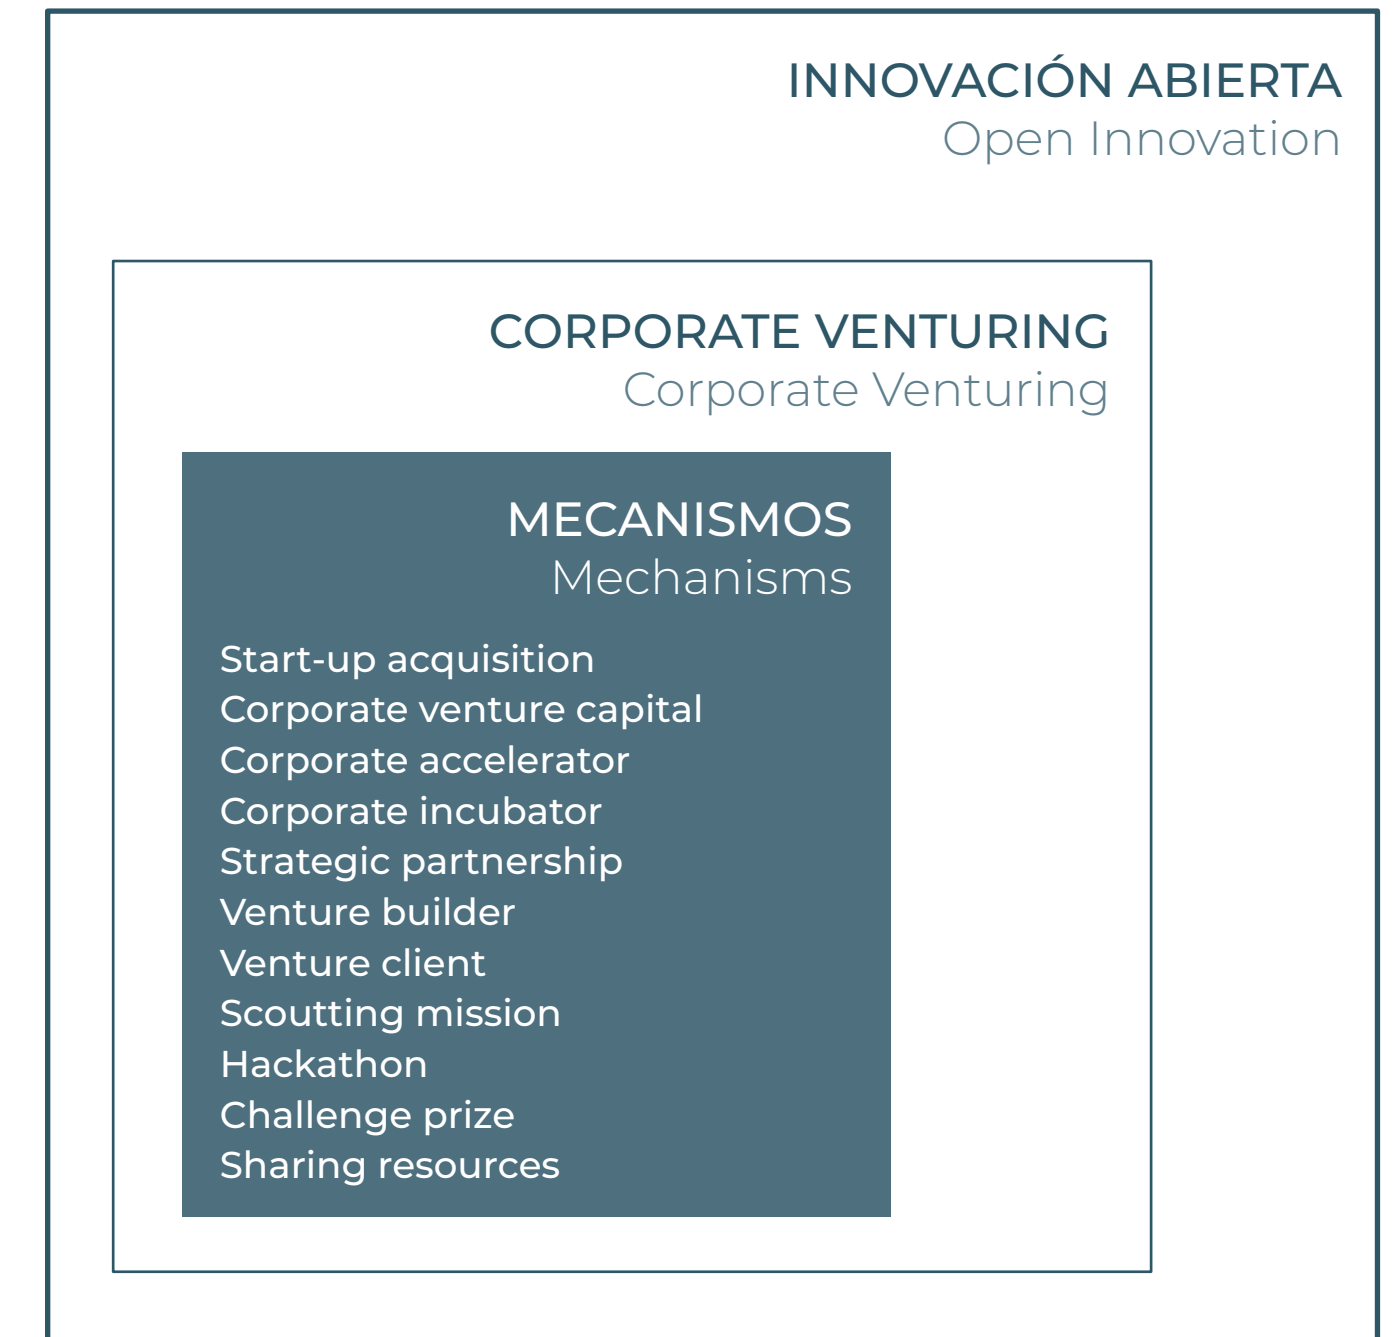 INNOVACIÓN ABIERTA
Open Innovation
CORPORATE VENTURING
Corporate Venturing
MECANISMOS
Mechanisms
Start-up acquisition
Corporate venture capital
Corporate accelerator
Corporate incubator
Strategic partnership
Venture builder
Venture client
Scoutting mission
Hackathon
Challenge prize
Sharing resources